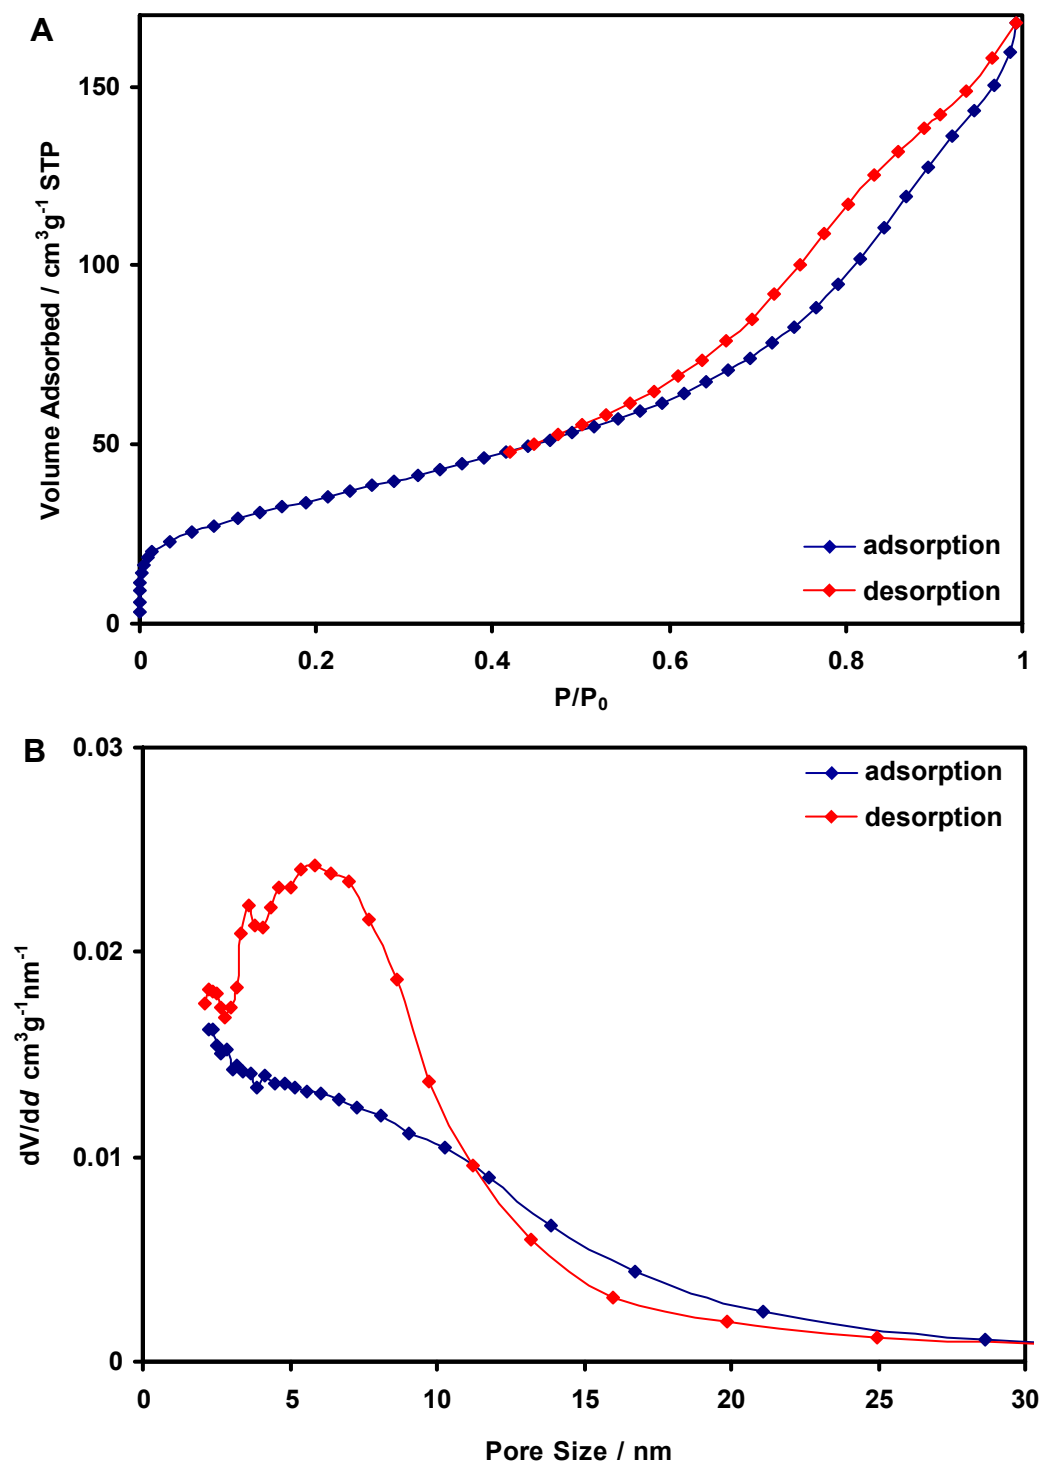 A
Volume Adsorbed / cm³g⁻¹ STP
150
100
50
0
adsorption
desorption
0 0.2 0.4 0.6 0.8 1
P/P₀
B
dV/dd cm³g⁻¹nm⁻¹
0.03
0.02
0.01
0
adsorption
desorption
0 5 10 15 20 25 30
Pore Size / nm